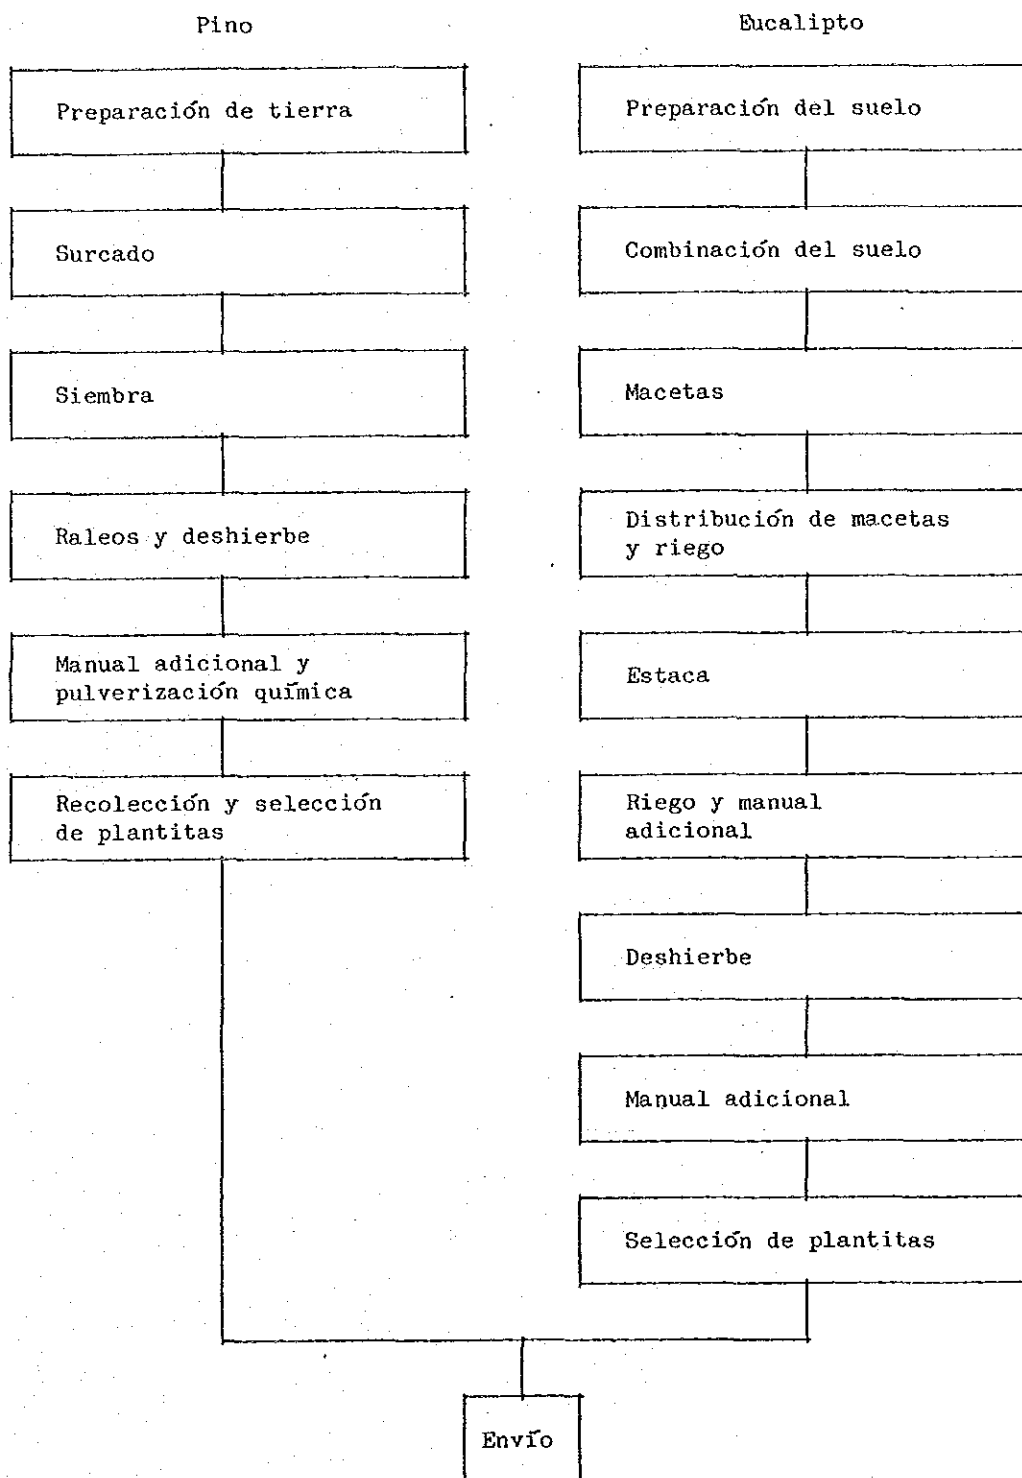 Pino
Preparación de tierra
Surcado
Siembra
Raleos y deshierbe
Manual adicional y
pulverización química
Recolección y selección
de plantitas
Eucalipto
Preparación del suelo
Combinación del suelo
Macetas
Distribución de macetas
y riego
Estaca
Riego y manual
adicional
Deshierbe
Manual adicional
Selección de plantitas
Envío